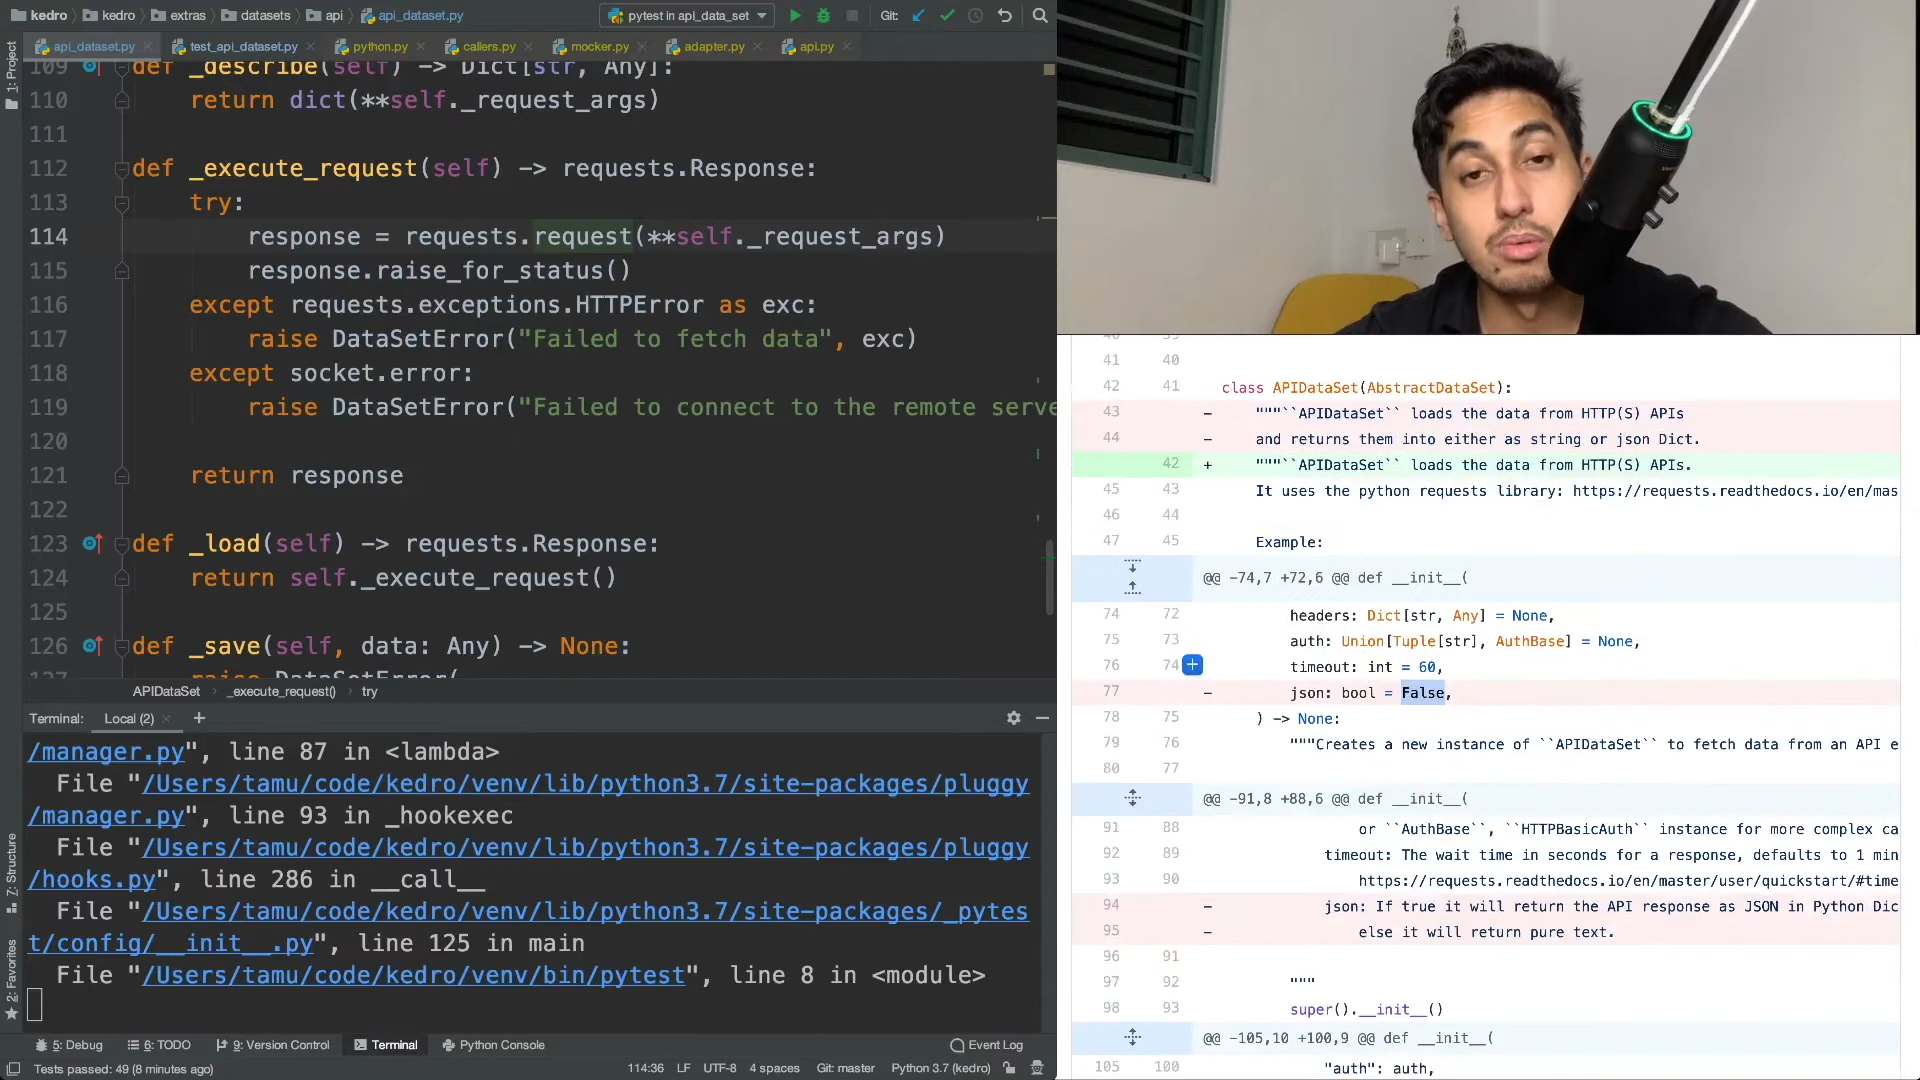 kedro kedro extras datasets api api_dataset.py pytest in api_data_set Git:
api_dataset.py test_api_dataset.py python.py callers.py mocker.py adapter.py api.py
1: Project
109 def _describe(self) -> Dict[str, Any]:
110 return dict(**self._request_args)
111
112 def _execute_request(self) -> requests.Response:
113 try:
114 response = requests.request(**self._request_args)
115 response.raise_for_status()
116 except requests.exceptions.HTTPError as exc:
117 raise DataSetError("Failed to fetch data", exc)
118 except socket.error:
119 raise DataSetError("Failed to connect to the remote serve
120
121 return response
122
123 def _load(self) -> requests.Response:
124 return self._execute_request()
125
126 def _save(self, data: Any) -> None:
127 raise DataSetError(
APIDataSet _execute_request() try
Terminal: Local (2) +
/manager.py", line 87 in <lambda>
File "/Users/tamu/code/kedro/venv/lib/python3.7/site-packages/pluggy
/manager.py", line 93 in _hookexec
File "/Users/tamu/code/kedro/venv/lib/python3.7/site-packages/pluggy
/hooks.py", line 286 in __call__
File "/Users/tamu/code/kedro/venv/lib/python3.7/site-packages/_pytes
t/config/__init__.py", line 125 in main
File "/Users/tamu/code/kedro/venv/bin/pytest", line 8 in <module>
7: Structure
2: Favorites
5: Debug 6: TODO 9: Version Control Terminal Python Console Event Log
Tests passed: 49 (8 minutes ago) 114:36 LF UTF-8 4 spaces Git: master Python 3.7 (kedro)
41 40
42 41 class APIDataSet(AbstractDataSet):
43 - """``APIDataSet`` loads the data from HTTP(S) APIs
44 - and returns them into either as string or json Dict.
42 + """``APIDataSet`` loads the data from HTTP(S) APIs.
45 43 It uses the python requests library: https://requests.readthedocs.io/en/mas
46 44
47 45 Example:
@@ -74,7 +72,6 @@ def __init__(
74 72 headers: Dict[str, Any] = None,
75 73 auth: Union[Tuple[str], AuthBase] = None,
76 74 + timeout: int = 60,
77 - json: bool = False,
78 75 ) -> None:
79 76 """Creates a new instance of ``APIDataSet`` to fetch data from an API e
80 77
@@ -91,8 +88,6 @@ def __init__(
91 88 or ``AuthBase``, ``HTTPBasicAuth`` instance for more complex ca
92 89 timeout: The wait time in seconds for a response, defaults to 1 min
93 90 https://requests.readthedocs.io/en/master/user/quickstart/#time
94 - json: If true it will return the API response as JSON in Python Dic
95 - else it will return pure text.
96 91
97 92 """
98 93 super().__init__()
@@ -105,10 +100,9 @@ def __init__(
105 100 "auth": auth,